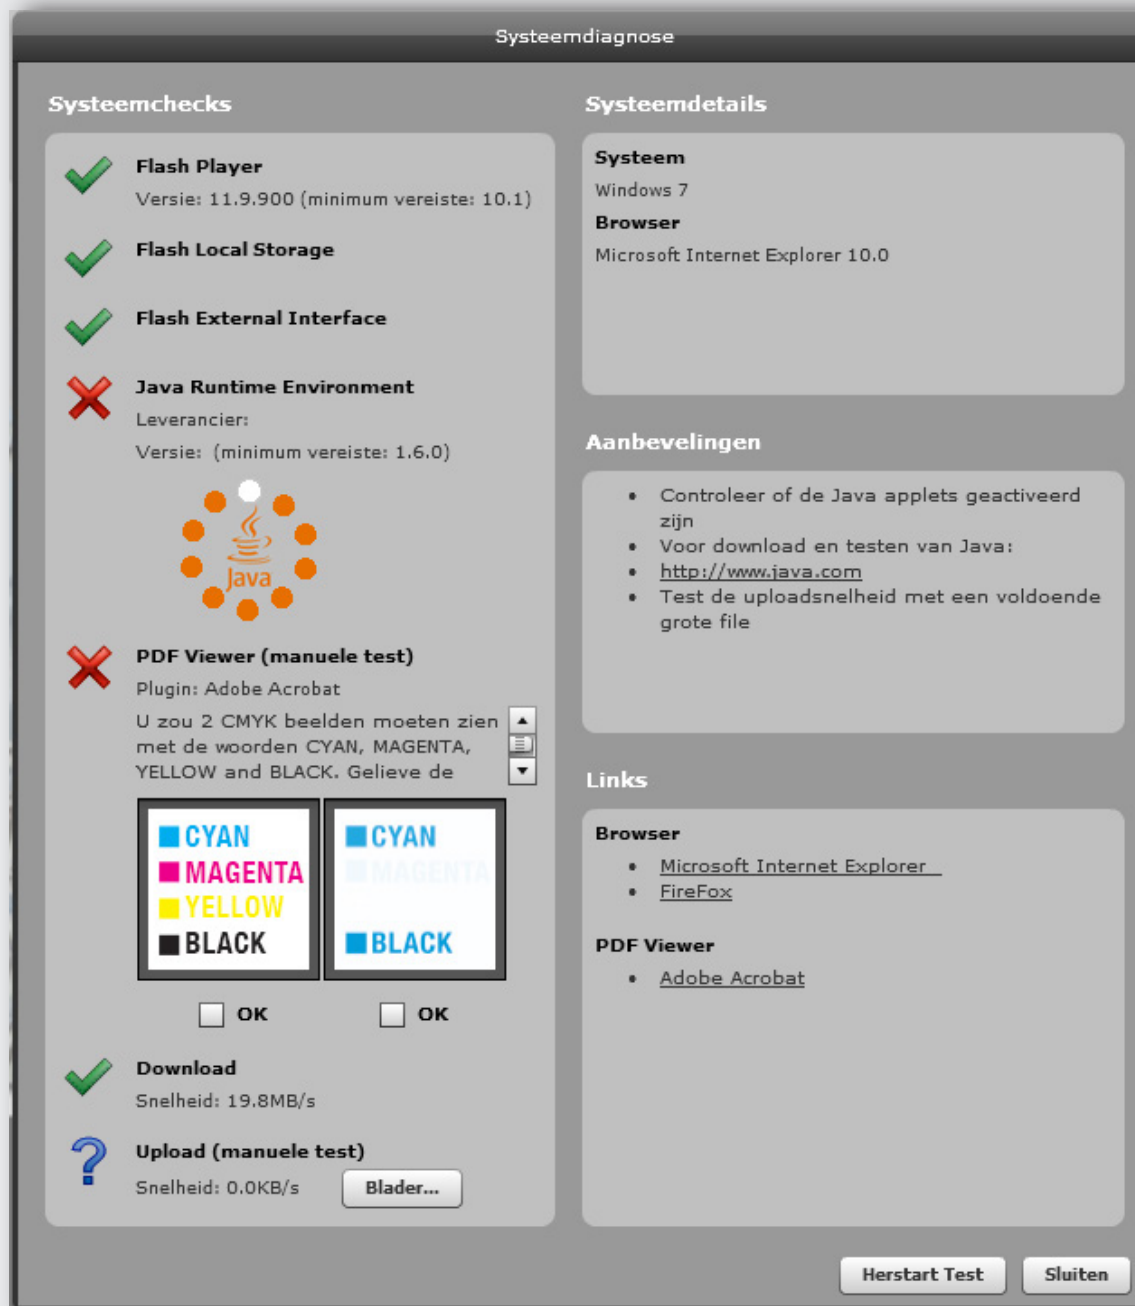 Systeemdiagnose
Systeemchecks
Flash Player
Versie: 11.9.900 (minimum vereiste: 10.1)
Flash Local Storage
Flash External Interface
Java Runtime Environment
Leverancier:
Versie: (minimum vereiste: 1.6.0)
Java
PDF Viewer (manuele test)
Plugin: Adobe Acrobat
U zou 2 CMYK beelden moeten zien
met de woorden CYAN, MAGENTA,
YELLOW and BLACK. Gelieve de
CYAN
MAGENTA
YELLOW
BLACK
CYAN
MAGENTA
BLACK
OK
OK
Download
Snelheid: 19.8MB/s
Upload (manuele test)
Snelheid: 0.0KB/s
Blader...
Systeemdetails
Systeem
Windows 7
Browser
Microsoft Internet Explorer 10.0
Aanbevelingen
• Controleer of de Java applets geactiveerd
zijn
• Voor download en testen van Java:
• http://www.java.com
• Test de uploadsnelheid met een voldoende
grote file
Links
Browser
• Microsoft Internet Explorer
• FireFox
PDF Viewer
• Adobe Acrobat
Herstart Test
Sluiten